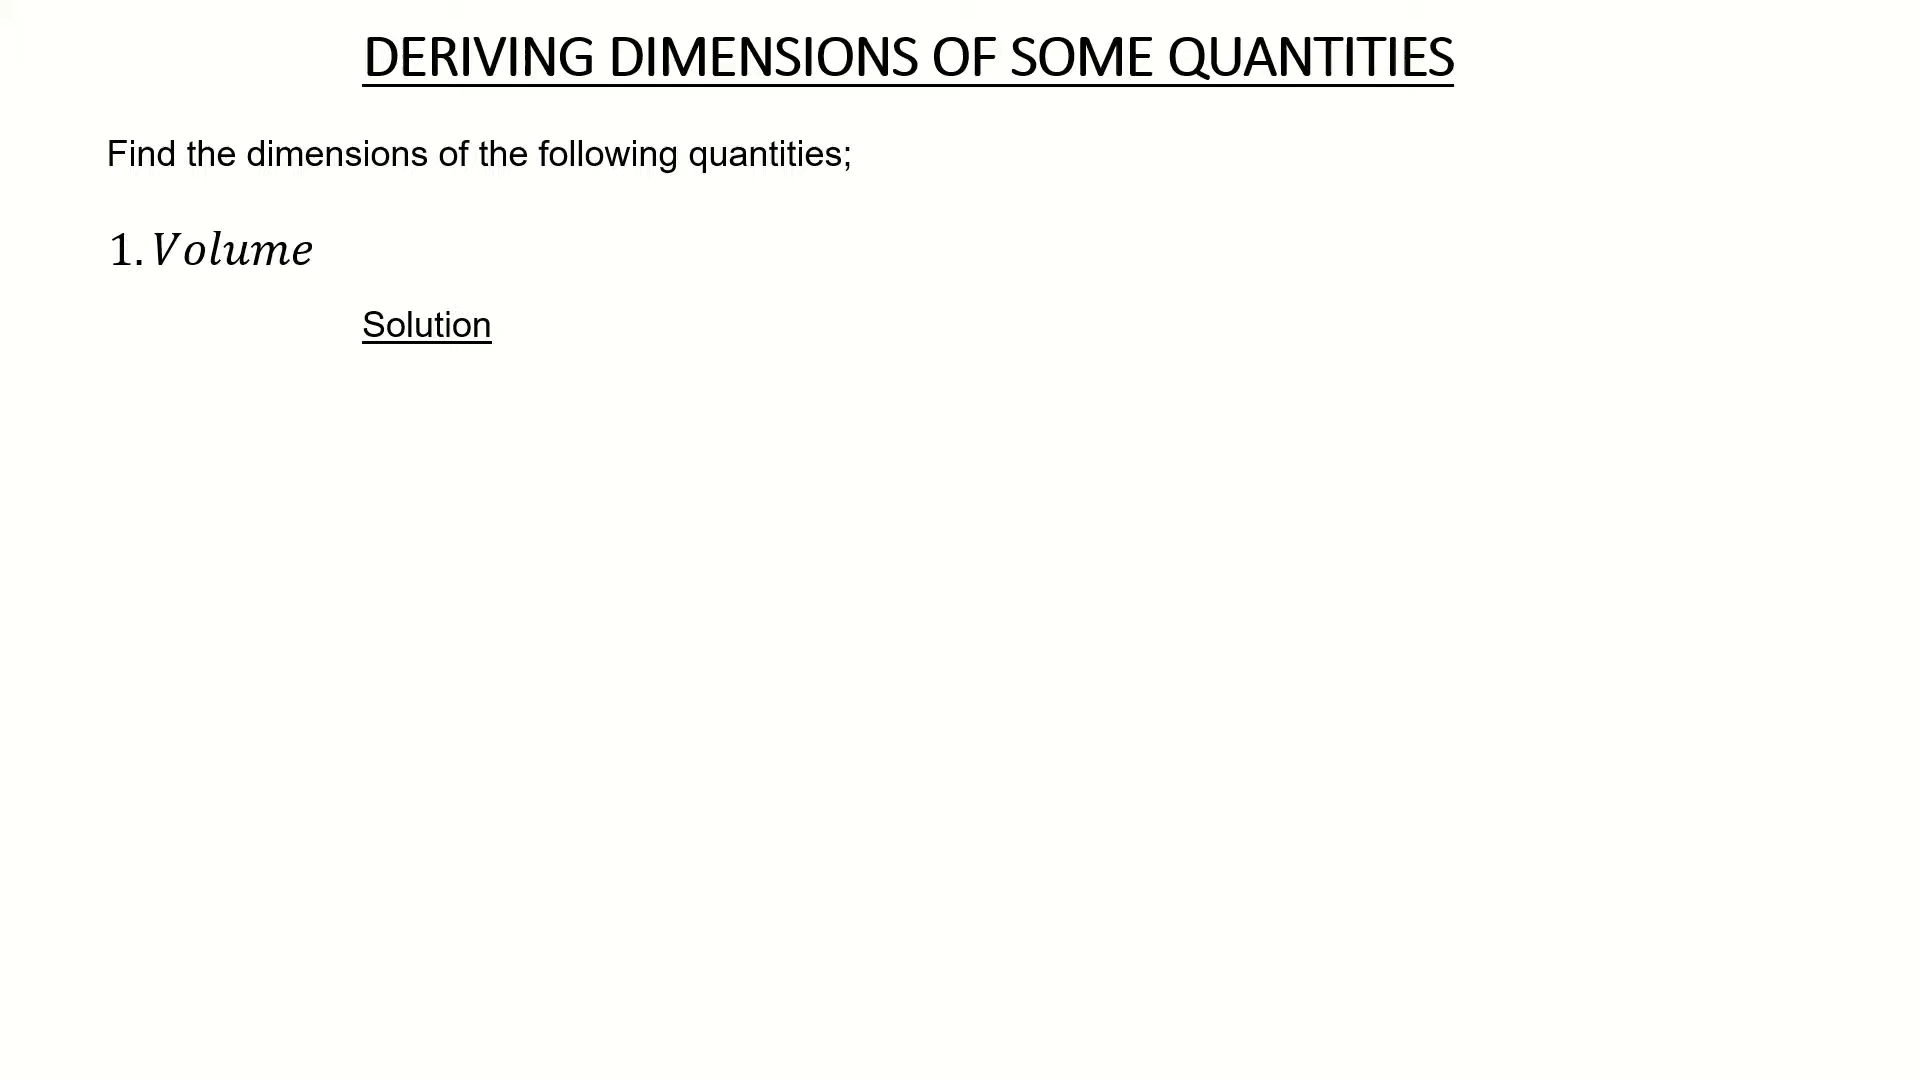 DERIVING DIMENSIONS OF SOME QUANTITIES
Find the dimensions of the following quantities;
1. Volume
Solution